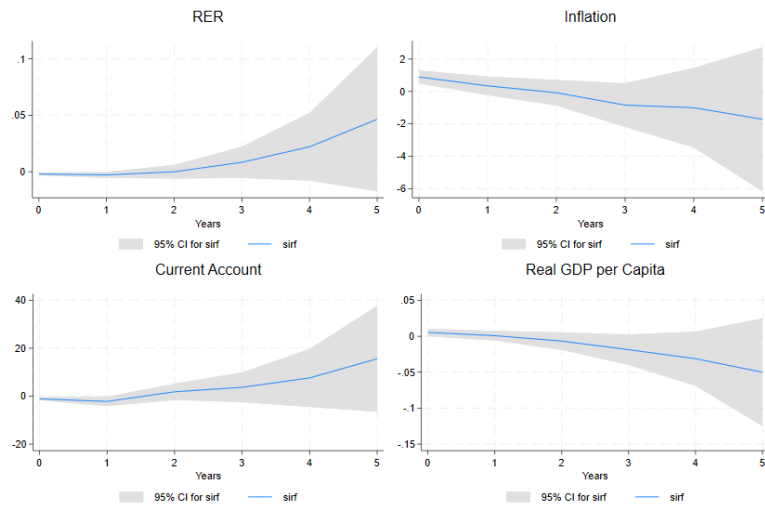 RER
.1
.05
0
0 1 2 3 4 5
Years
95% CI for sirf sirf
Inflation
2
0
-2
-4
-6
0 1 2 3 4 5
Years
95% CI for sirf sirf
Current Account
40
20
0
-20
0 1 2 3 4 5
Years
95% CI for sirf sirf
Real GDP per Capita
.05
0
-.05
-.1
-.15
0 1 2 3 4 5
Years
95% CI for sirf sirf